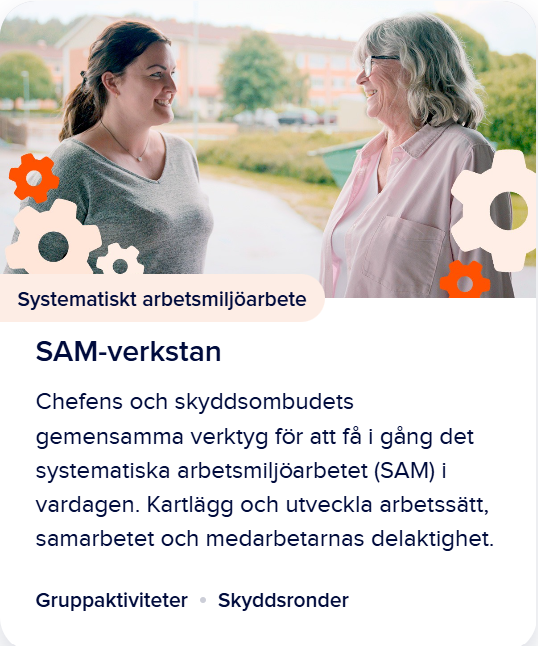 Systematiskt arbetsmiljöarbete
SAM-verkstan
Chefens och skyddsombudets
gemensamma verktyg för att få i gång det
systematiska arbetsmiljöarbetet (SAM) i
vardagen. Kartlägg och utveckla arbetssätt,
samarbetet och medarbetarnas delaktighet.
Gruppaktiviteter • Skyddsronder